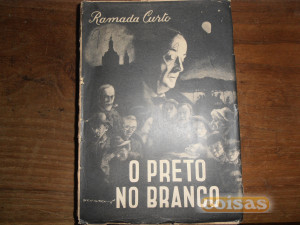 Ramada Curto
O PRETO
NO BRANCO
coisas